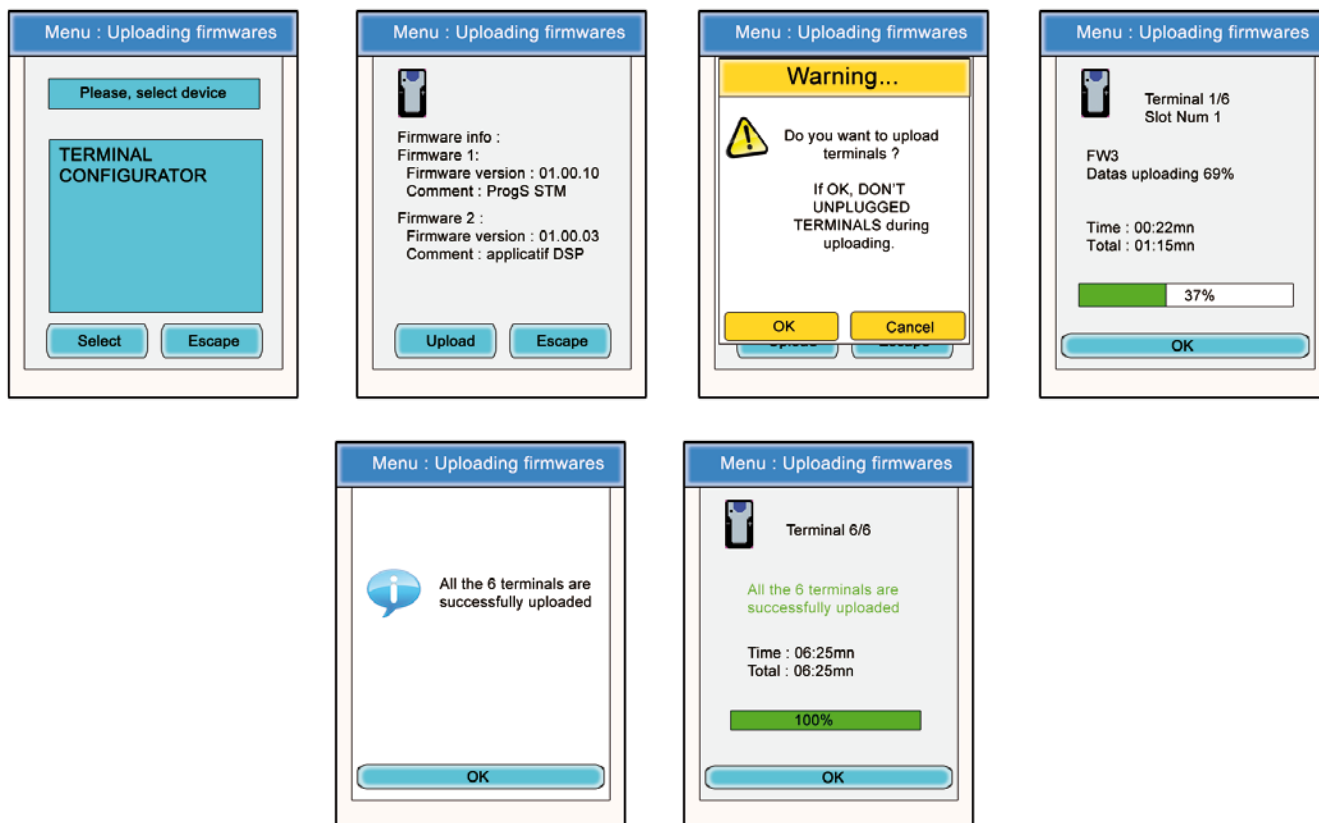 Menu : Uploading firmwares
Please, select device
TERMINAL
CONFIGURATOR
Select
Escape
Menu : Uploading firmwares
Firmware info :
Firmware 1:
Firmware version : 01.00.10
Comment : ProgS STM
Firmware 2 :
Firmware version : 01.00.03
Comment : applicatif DSP
Upload
Escape
Menu : Uploading firmwares
Warning...
Do you want to upload
terminals ?
If OK, DON'T
UNPLUGGED
TERMINALS during
uploading.
OK
Cancel
Upload
Escape
Menu : Uploading firmwares
Terminal 1/6
Slot Num 1
FW3
Datas uploading 69%
Time : 00:22mn
Total : 01:15mn
37%
OK
Menu : Uploading firmwares
All the 6 terminals are
successfully uploaded
OK
Menu : Uploading firmwares
Terminal 6/6
All the 6 terminals are
successfully uploaded
Time : 06:25mn
Total : 06:25mn
100%
OK